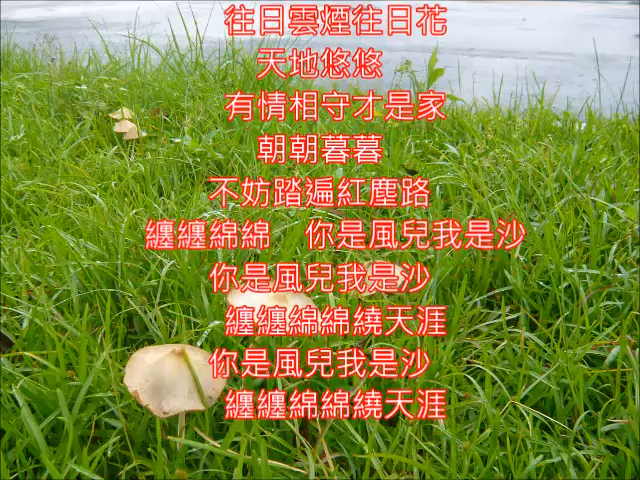 往日雲煙往日花
天地悠悠
有情相守才是家
朝朝暮暮
不妨踏遍紅塵路
纏纏綿綿　你是風兒我是沙
你是風兒我是沙
纏纏綿綿繞天涯
你是風兒我是沙
纏纏綿綿繞天涯